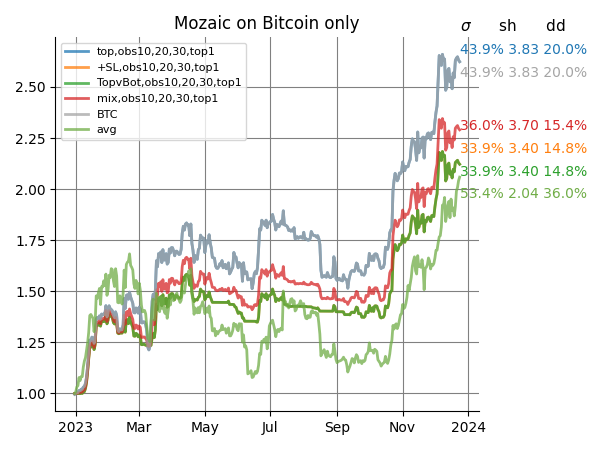 Mozaic on Bitcoin only
σ sh dd
top,obs10,20,30,top1
+SL,obs10,20,30,top1
TopvBot,obs10,20,30,top1
mix,obs10,20,30,top1
BTC
avg
43.9% 3.83 20.0%
43.9% 3.83 20.0%
36.0% 3.70 15.4%
33.9% 3.40 14.8%
33.9% 3.40 14.8%
53.4% 2.04 36.0%
2.50
2.25
2.00
1.75
1.50
1.25
1.00
2023 Mar May Jul Sep Nov 2024